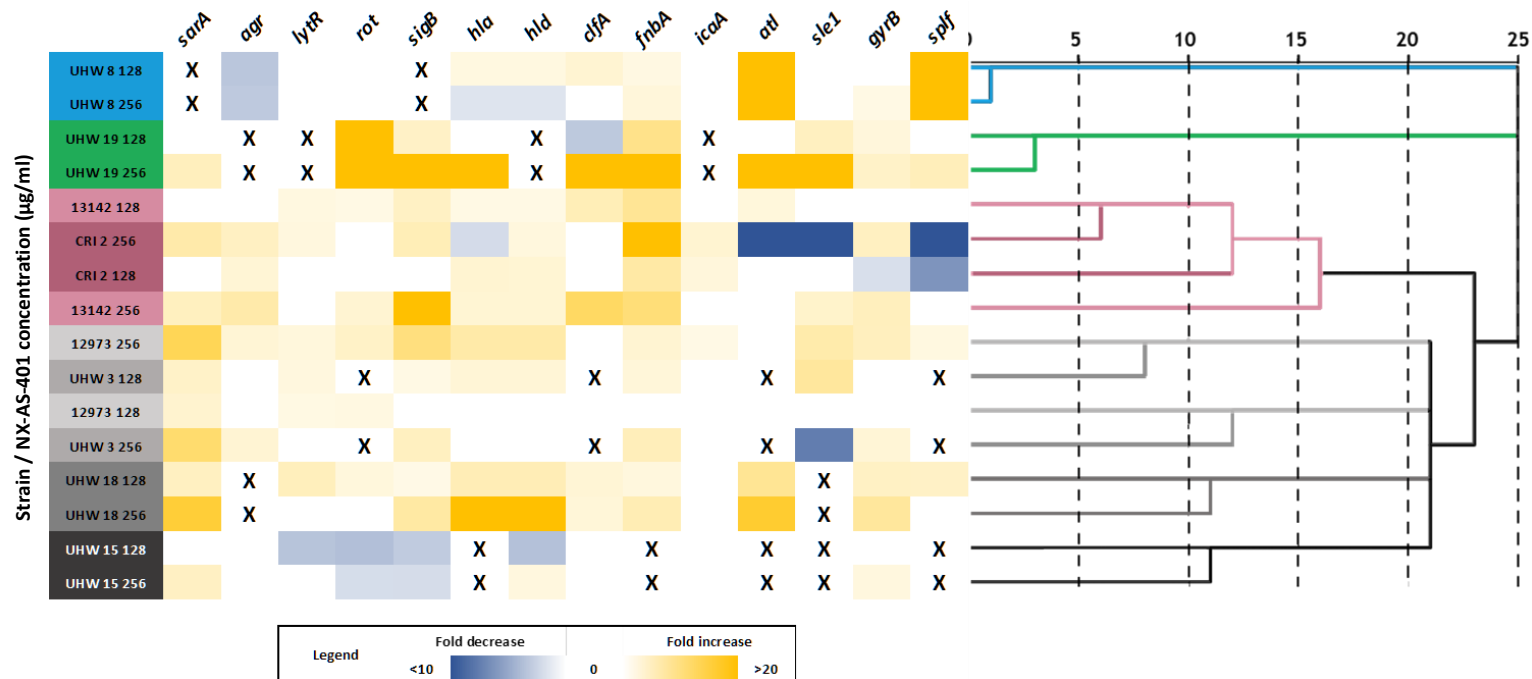 sarA agr lytR rot sigB hla hld clfA fnbA icaA atl sle1 gyrB splf
5 10 15 20 25
Strain / NX-AS-401 concentration (µg/ml)
UHW 8 128 X X
UHW 8 256 X X
UHW 19 128 X X X X
UHW 19 256 X X X X
13142 128
CRI 2 256
CRI 2 128
13142 256
12973 256
UHW 3 128 X X X X
12973 128
UHW 3 256 X X X X
UHW 18 128 X X
UHW 18 256 X X
UHW 15 128 X X X X X
UHW 15 256 X X X X X
Legend Fold decrease Fold increase
<10 0 >20